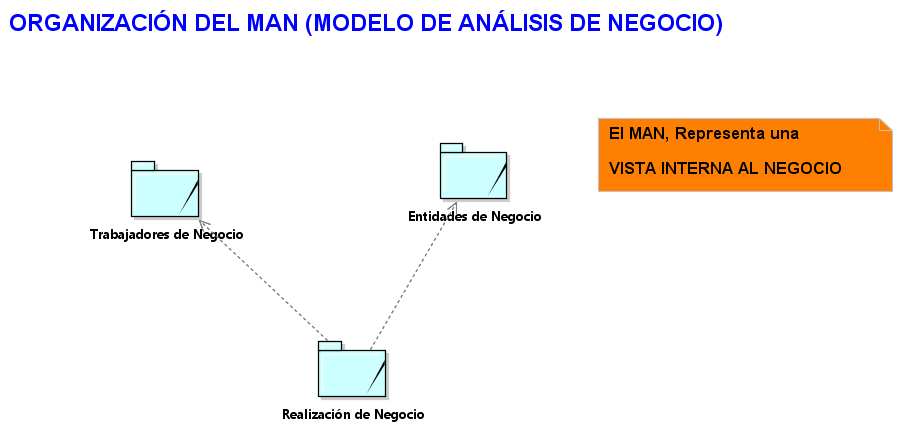 ORGANIZACIÓN DEL MAN (MODELO DE ANÁLISIS DE NEGOCIO)
El MAN, Representa una
VISTA INTERNA AL NEGOCIO
Entidades de Negocio
Trabajadores de Negocio
Realización de Negocio